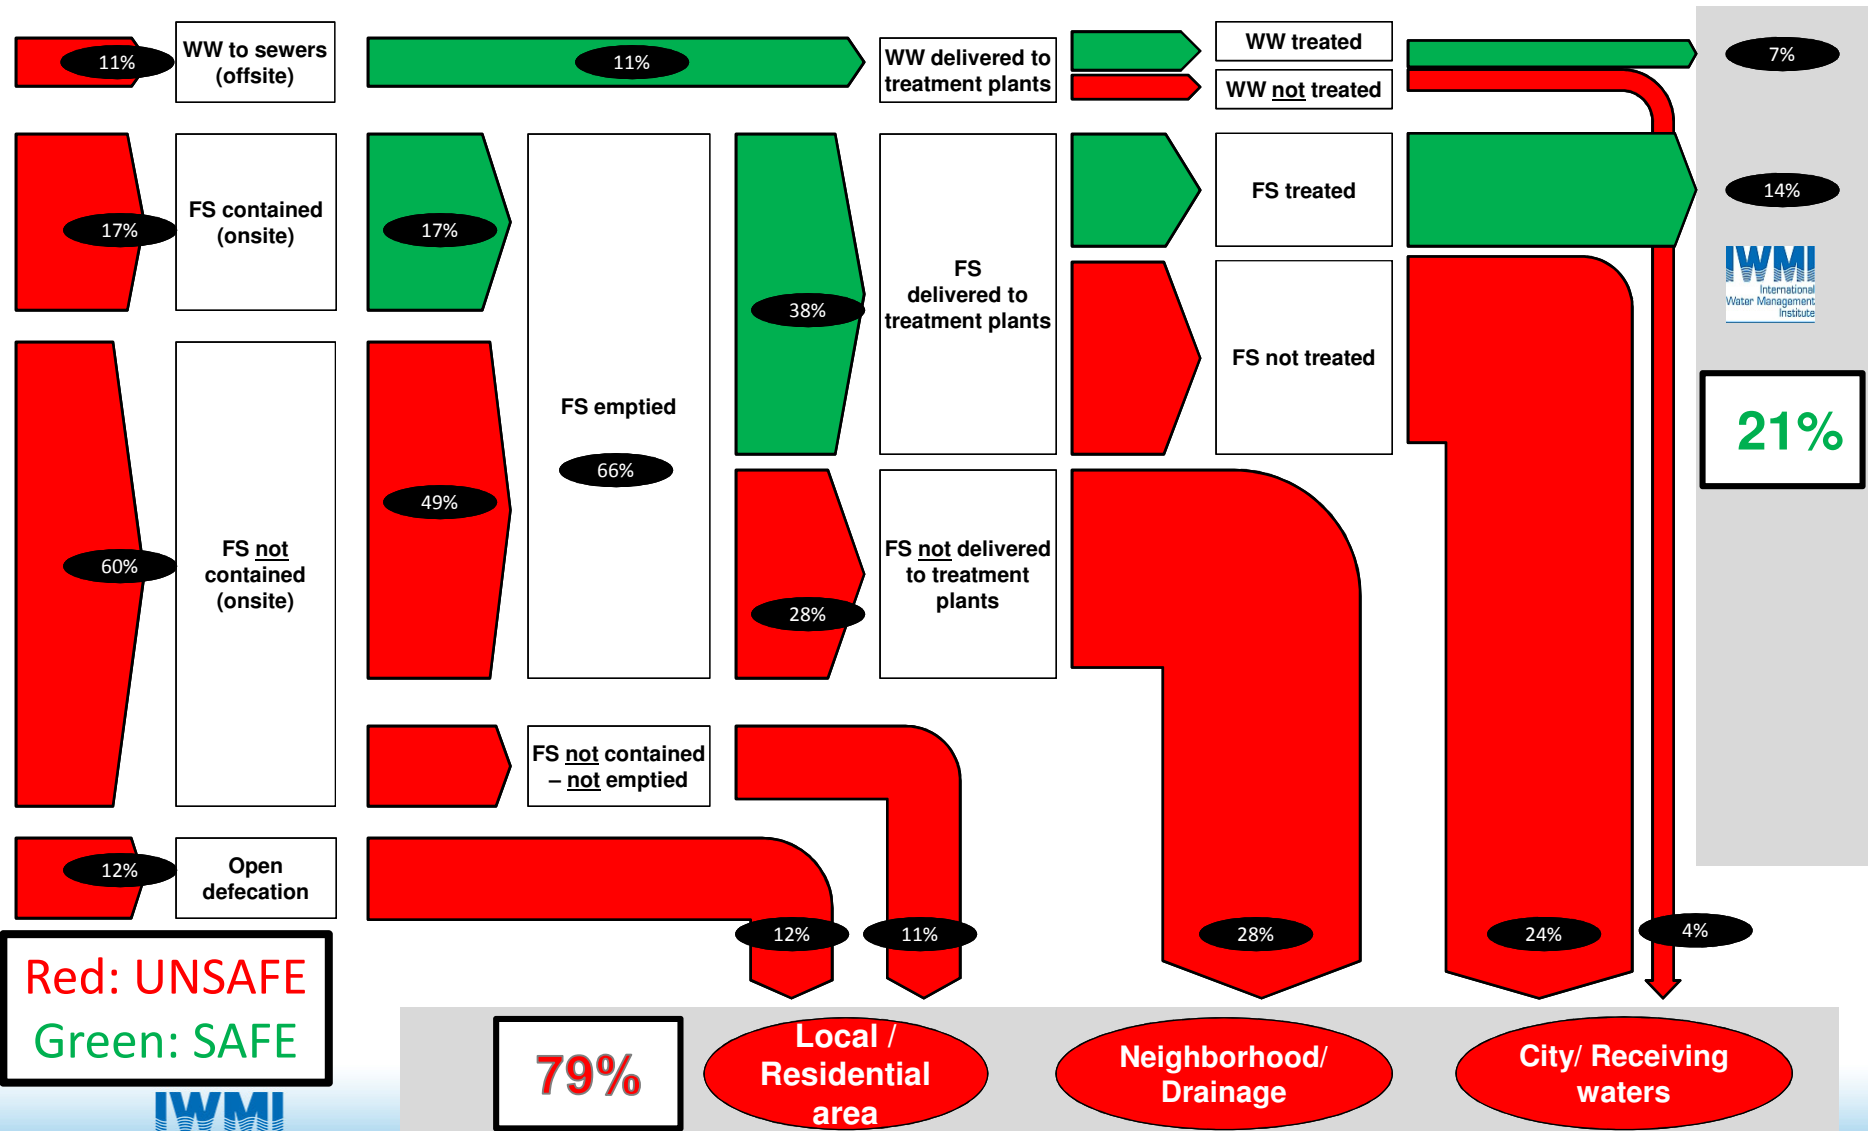 11%
WW to sewers
(offsite)
11%
WW delivered to
treatment plants
WW treated
WW not treated
7%
17%
FS contained
(onsite)
17%
FS emptied
66%
38%
FS
delivered to
treatment plants
FS treated
14%
IWMI
International
Water Management
Institute
FS not treated
21%
60%
FS not
contained
(onsite)
49%
28%
FS not delivered
to treatment
plants
FS not contained
– not emptied
12%
Open
defecation
12%
11%
28%
24%
4%
Red: UNSAFE
Green: SAFE
79%
Local /
Residential
area
Neighborhood/
Drainage
City/ Receiving
waters
IWMI